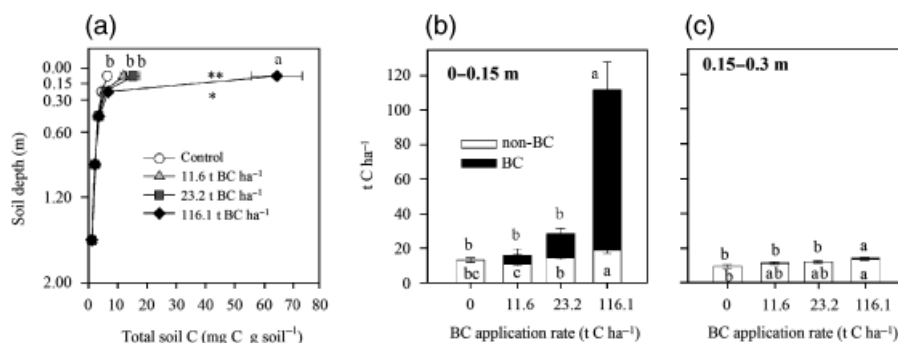 (a)
b b b a
**
*
0.00
0.15
0.30
0.60
1.20
2.00
Soil depth (m)
Control
11.6 t BC ha⁻¹
23.2 t BC ha⁻¹
116.1 t BC ha⁻¹
0 10 20 30 40 50 60 70 80
Total soil C (mg C g soil⁻¹)
(b)
0–0.15 m
t C ha⁻¹
120
100
80
60
40
20
0
non-BC
BC
b b b a
bc c b a
0 11.6 23.2 116.1
BC application rate (t C ha⁻¹)
(c)
0.15–0.3 m
b b b a
b ab ab a
0 11.6 23.2 116.1
BC application rate (t C ha⁻¹)